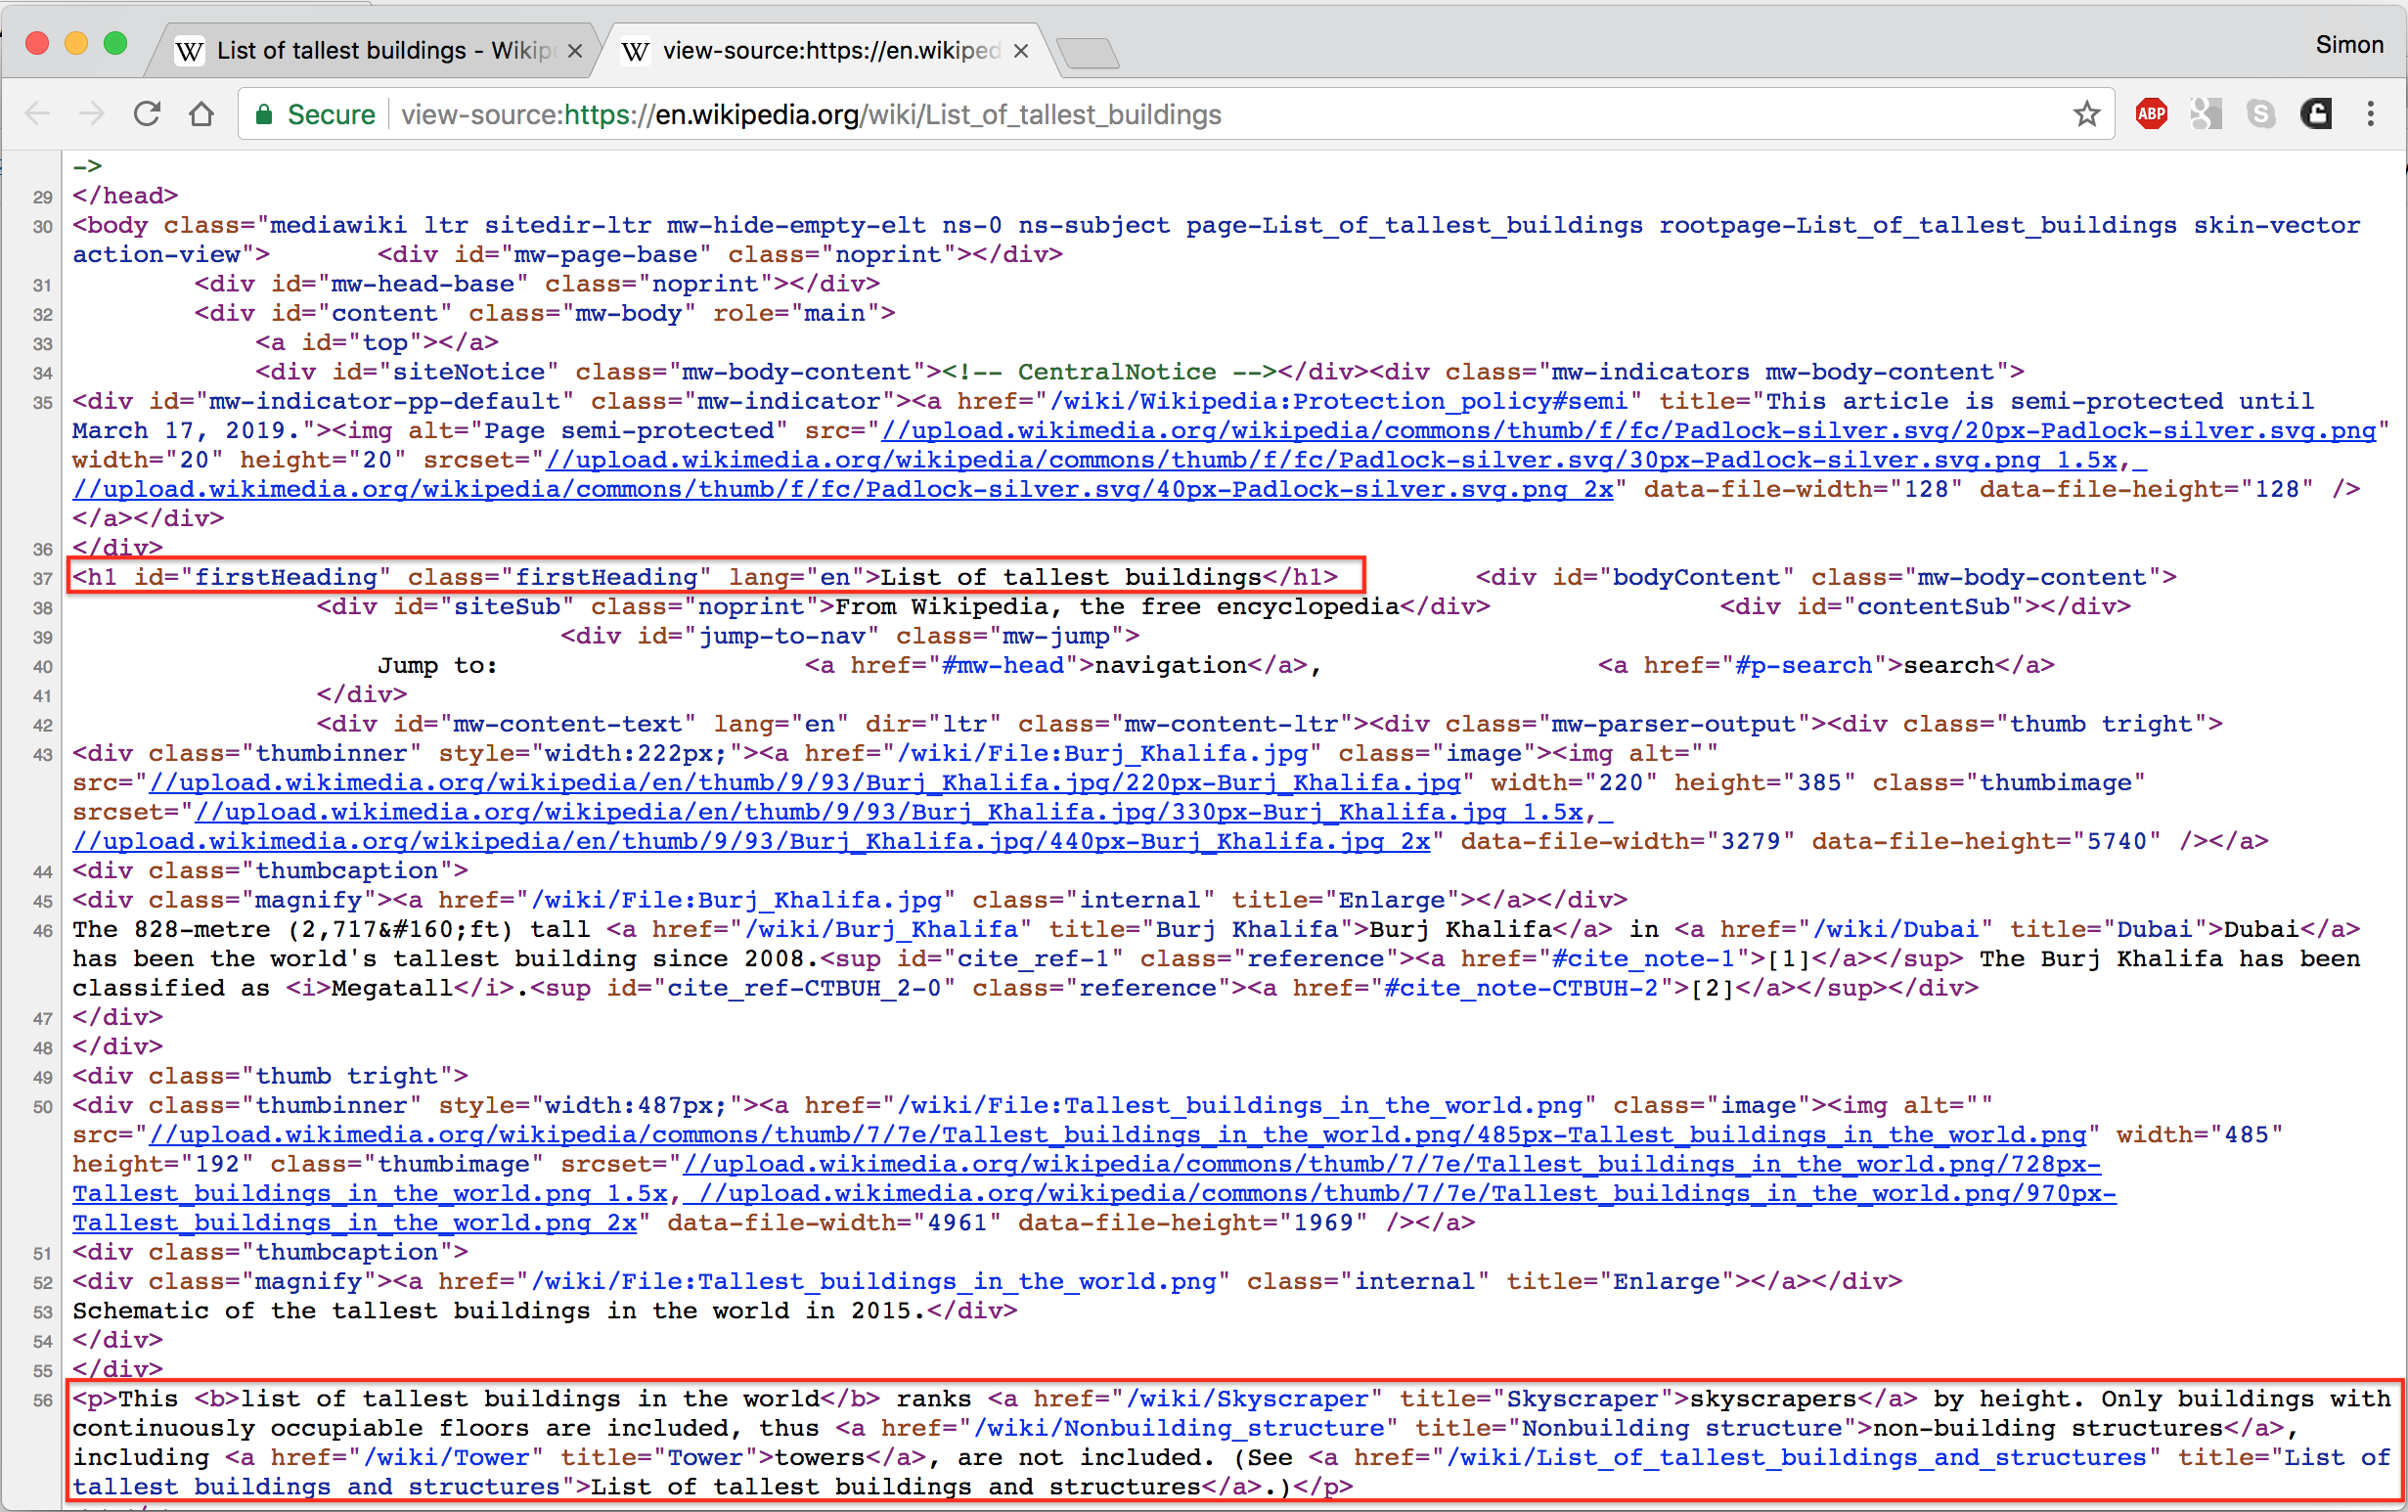 List of tallest buildings - Wikipe
view-source:https://en.wikiped
Simon
Secure
view-source:https://en.wikipedia.org/wiki/List_of_tallest_buildings
ABP
-->
29 </head>
30 <body class="mediawiki ltr sitedir-ltr mw-hide-empty-elt ns-0 ns-subject page-List_of_tallest_buildings rootpage-List_of_tallest_buildings skin-vector
action-view"> <div id="mw-page-base" class="noprint"></div>
31 <div id="mw-head-base" class="noprint"></div>
32 <div id="content" class="mw-body" role="main">
33 <a id="top"></a>
34 <div id="siteNotice" class="mw-body-content"><!-- CentralNotice --></div><div class="mw-indicators mw-body-content">
35 <div id="mw-indicator-pp-default" class="mw-indicator"><a href="/wiki/Wikipedia:Protection_policy#semi" title="This article is semi-protected until
March 17, 2019."><img alt="Page semi-protected" src="//upload.wikimedia.org/wikipedia/commons/thumb/f/fc/Padlock-silver.svg/20px-Padlock-silver.svg.png"
width="20" height="20" srcset="//upload.wikimedia.org/wikipedia/commons/thumb/f/fc/Padlock-silver.svg/30px-Padlock-silver.svg.png 1.5x,
//upload.wikimedia.org/wikipedia/commons/thumb/f/fc/Padlock-silver.svg/40px-Padlock-silver.svg.png 2x" data-file-width="128" data-file-height="128" />
</a></div>
36 </div>
37 <h1 id="firstHeading" class="firstHeading" lang="en">List of tallest buildings</h1> <div id="bodyContent" class="mw-body-content">
38 <div id="siteSub" class="noprint">From Wikipedia, the free encyclopedia</div> <div id="contentSub"></div>
39 <div id="jump-to-nav" class="mw-jump">
40 Jump to: <a href="#mw-head">navigation</a>, <a href="#p-search">search</a>
41 </div>
42 <div id="mw-content-text" lang="en" dir="ltr" class="mw-content-ltr"><div class="mw-parser-output"><div class="thumb tright">
43 <div class="thumbinner" style="width:222px;"><a href="/wiki/File:Burj_Khalifa.jpg" class="image"><img alt=""
src="//upload.wikimedia.org/wikipedia/en/thumb/9/93/Burj_Khalifa.jpg/220px-Burj_Khalifa.jpg" width="220" height="385" class="thumbimage"
srcset="//upload.wikimedia.org/wikipedia/en/thumb/9/93/Burj_Khalifa.jpg/330px-Burj_Khalifa.jpg 1.5x,
//upload.wikimedia.org/wikipedia/en/thumb/9/93/Burj_Khalifa.jpg/440px-Burj_Khalifa.jpg 2x" data-file-width="3279" data-file-height="5740" /></a>
44 <div class="thumbcaption">
45 <div class="magnify"><a href="/wiki/File:Burj_Khalifa.jpg" class="internal" title="Enlarge"></a></div>
46 The 828-metre (2,717&#160;ft) tall <a href="/wiki/Burj_Khalifa" title="Burj Khalifa">Burj Khalifa</a> in <a href="/wiki/Dubai" title="Dubai">Dubai</a>
has been the world's tallest building since 2008.<sup id="cite_ref-1" class="reference"><a href="#cite_note-1">[1]</a></sup> The Burj Khalifa has been
classified as <i>Megatall</i>.<sup id="cite_ref-CTBUH_2-0" class="reference"><a href="#cite_note-CTBUH-2">[2]</a></sup></div>
47 </div>
48 </div>
49 <div class="thumb tright">
50 <div class="thumbinner" style="width:487px;"><a href="/wiki/File:Tallest_buildings_in_the_world.png" class="image"><img alt=""
src="//upload.wikimedia.org/wikipedia/commons/thumb/7/7e/Tallest_buildings_in_the_world.png/485px-Tallest_buildings_in_the_world.png" width="485"
height="192" class="thumbimage" srcset="//upload.wikimedia.org/wikipedia/commons/thumb/7/7e/Tallest_buildings_in_the_world.png/728px-
Tallest_buildings_in_the_world.png 1.5x, //upload.wikimedia.org/wikipedia/commons/thumb/7/7e/Tallest_buildings_in_the_world.png/970px-
Tallest_buildings_in_the_world.png 2x" data-file-width="4961" data-file-height="1969" /></a>
51 <div class="thumbcaption">
52 <div class="magnify"><a href="/wiki/File:Tallest_buildings_in_the_world.png" class="internal" title="Enlarge"></a></div>
53 Schematic of the tallest buildings in the world in 2015.</div>
54 </div>
55 </div>
56 <p>This <b>list of tallest buildings in the world</b> ranks <a href="/wiki/Skyscraper" title="Skyscraper">skyscrapers</a> by height. Only buildings with
continuously occupiable floors are included, thus <a href="/wiki/Nonbuilding_structure" title="Nonbuilding structure">non-building structures</a>,
including <a href="/wiki/Tower" title="Tower">towers</a>, are not included. (See <a href="/wiki/List_of_tallest_buildings_and_structures" title="List of
tallest buildings and structures">List of tallest buildings and structures</a>.)</p>